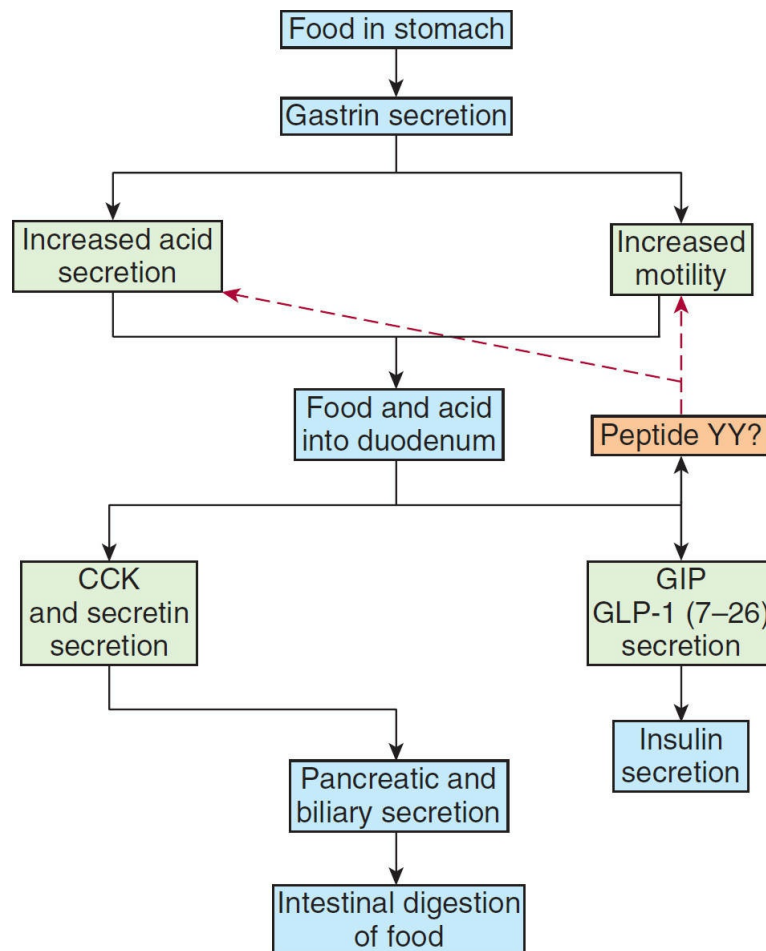 Food in stomach
Gastrin secretion
Increased acid
secretion
Increased
motility
Food and acid
into duodenum
Peptide YY?
CCK
and secretin
secretion
GIP
GLP-1 (7–26)
secretion
Insulin
secretion
Pancreatic and
biliary secretion
Intestinal digestion
of food